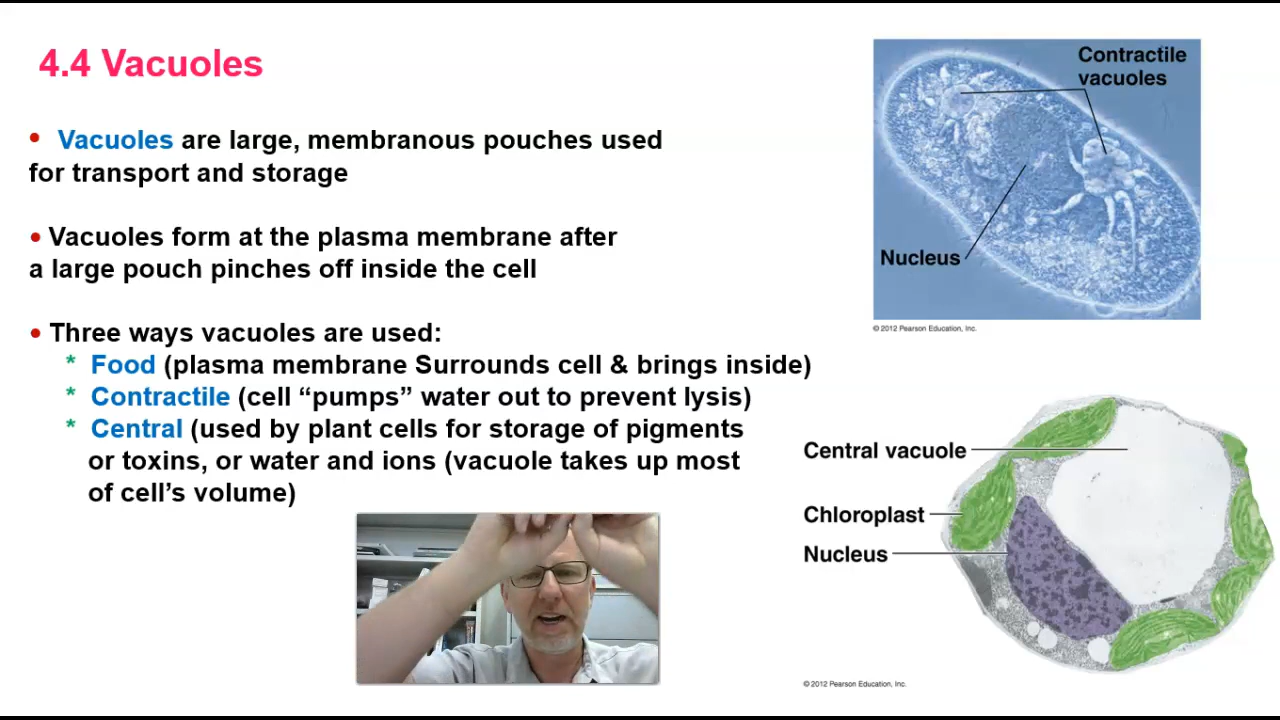 4.4 Vacuoles
• Vacuoles are large, membranous pouches used
for transport and storage
• Vacuoles form at the plasma membrane after
a large pouch pinches off inside the cell
• Three ways vacuoles are used:
* Food (plasma membrane Surrounds cell & brings inside)
* Contractile (cell “pumps” water out to prevent lysis)
* Central (used by plant cells for storage of pigments
or toxins, or water and ions (vacuole takes up most
of cell’s volume)
Contractile
vacuoles
Nucleus
© 2012 Pearson Education, Inc.
Central vacuole
Chloroplast
Nucleus
© 2012 Pearson Education, Inc.